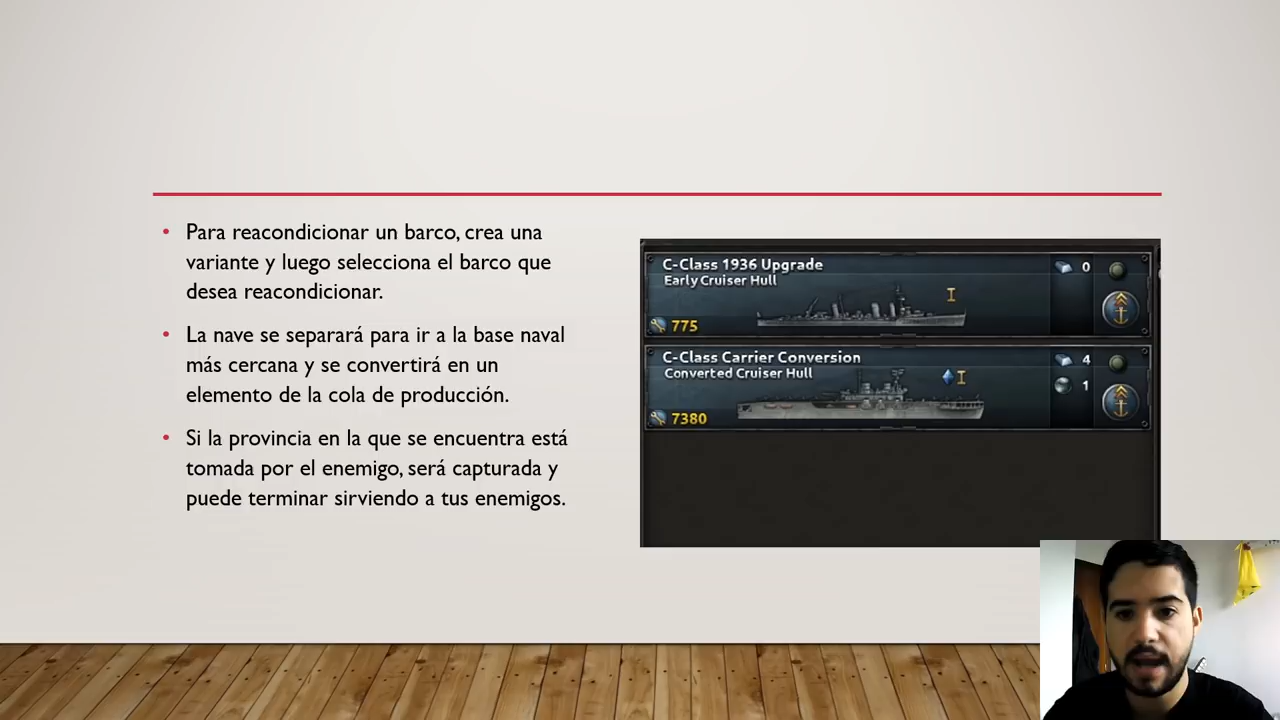 • Para reacondicionar un barco, crea una
variante y luego selecciona el barco que
desea reacondicionar.
• La nave se separará para ir a la base naval
más cercana y se convertirá en un
elemento de la cola de producción.
• Si la provincia en la que se encuentra está
tomada por el enemigo, será capturada y
puede terminar sirviendo a tus enemigos.
C-Class 1936 Upgrade
Early Cruiser Hull
0
I
775
C-Class Carrier Conversion
Converted Cruiser Hull
4
I
1
7380